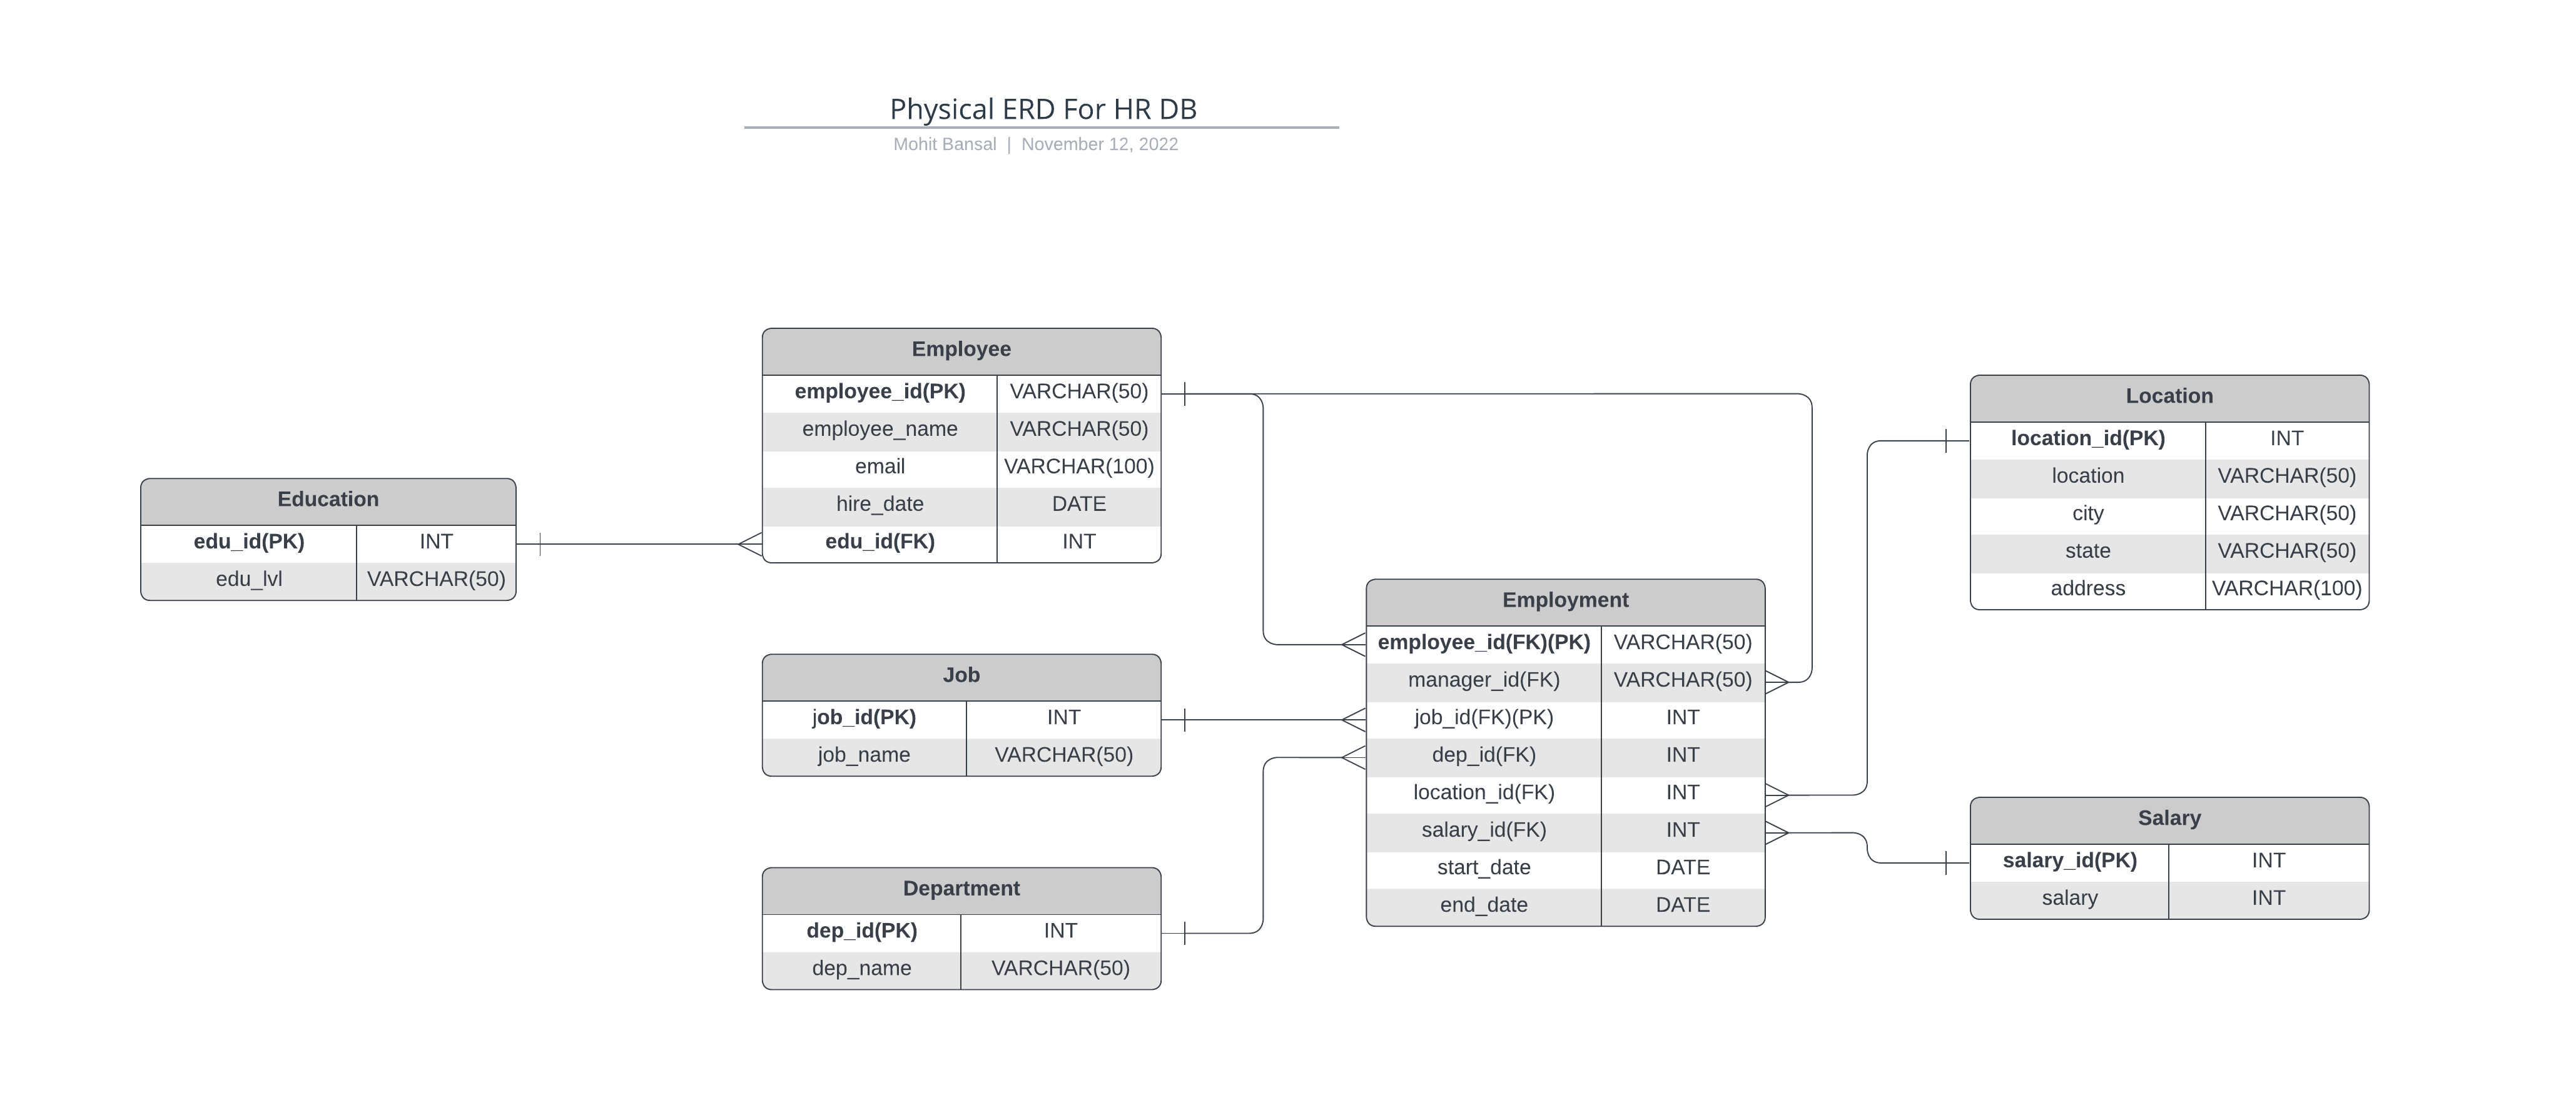 Physical ERD For HR DB
Mohit Bansal | November 12, 2022
Employee
employee_id(PK) VARCHAR(50)
employee_name VARCHAR(50)
email VARCHAR(100)
hire_date DATE
edu_id(FK) INT
Education
edu_id(PK) INT
edu_lvl VARCHAR(50)
Job
job_id(PK) INT
job_name VARCHAR(50)
Department
dep_id(PK) INT
dep_name VARCHAR(50)
Employment
employee_id(FK)(PK) VARCHAR(50)
manager_id(FK) VARCHAR(50)
job_id(FK)(PK) INT
dep_id(FK) INT
location_id(FK) INT
salary_id(FK) INT
start_date DATE
end_date DATE
Location
location_id(PK) INT
location VARCHAR(50)
city VARCHAR(50)
state VARCHAR(50)
address VARCHAR(100)
Salary
salary_id(PK) INT
salary INT